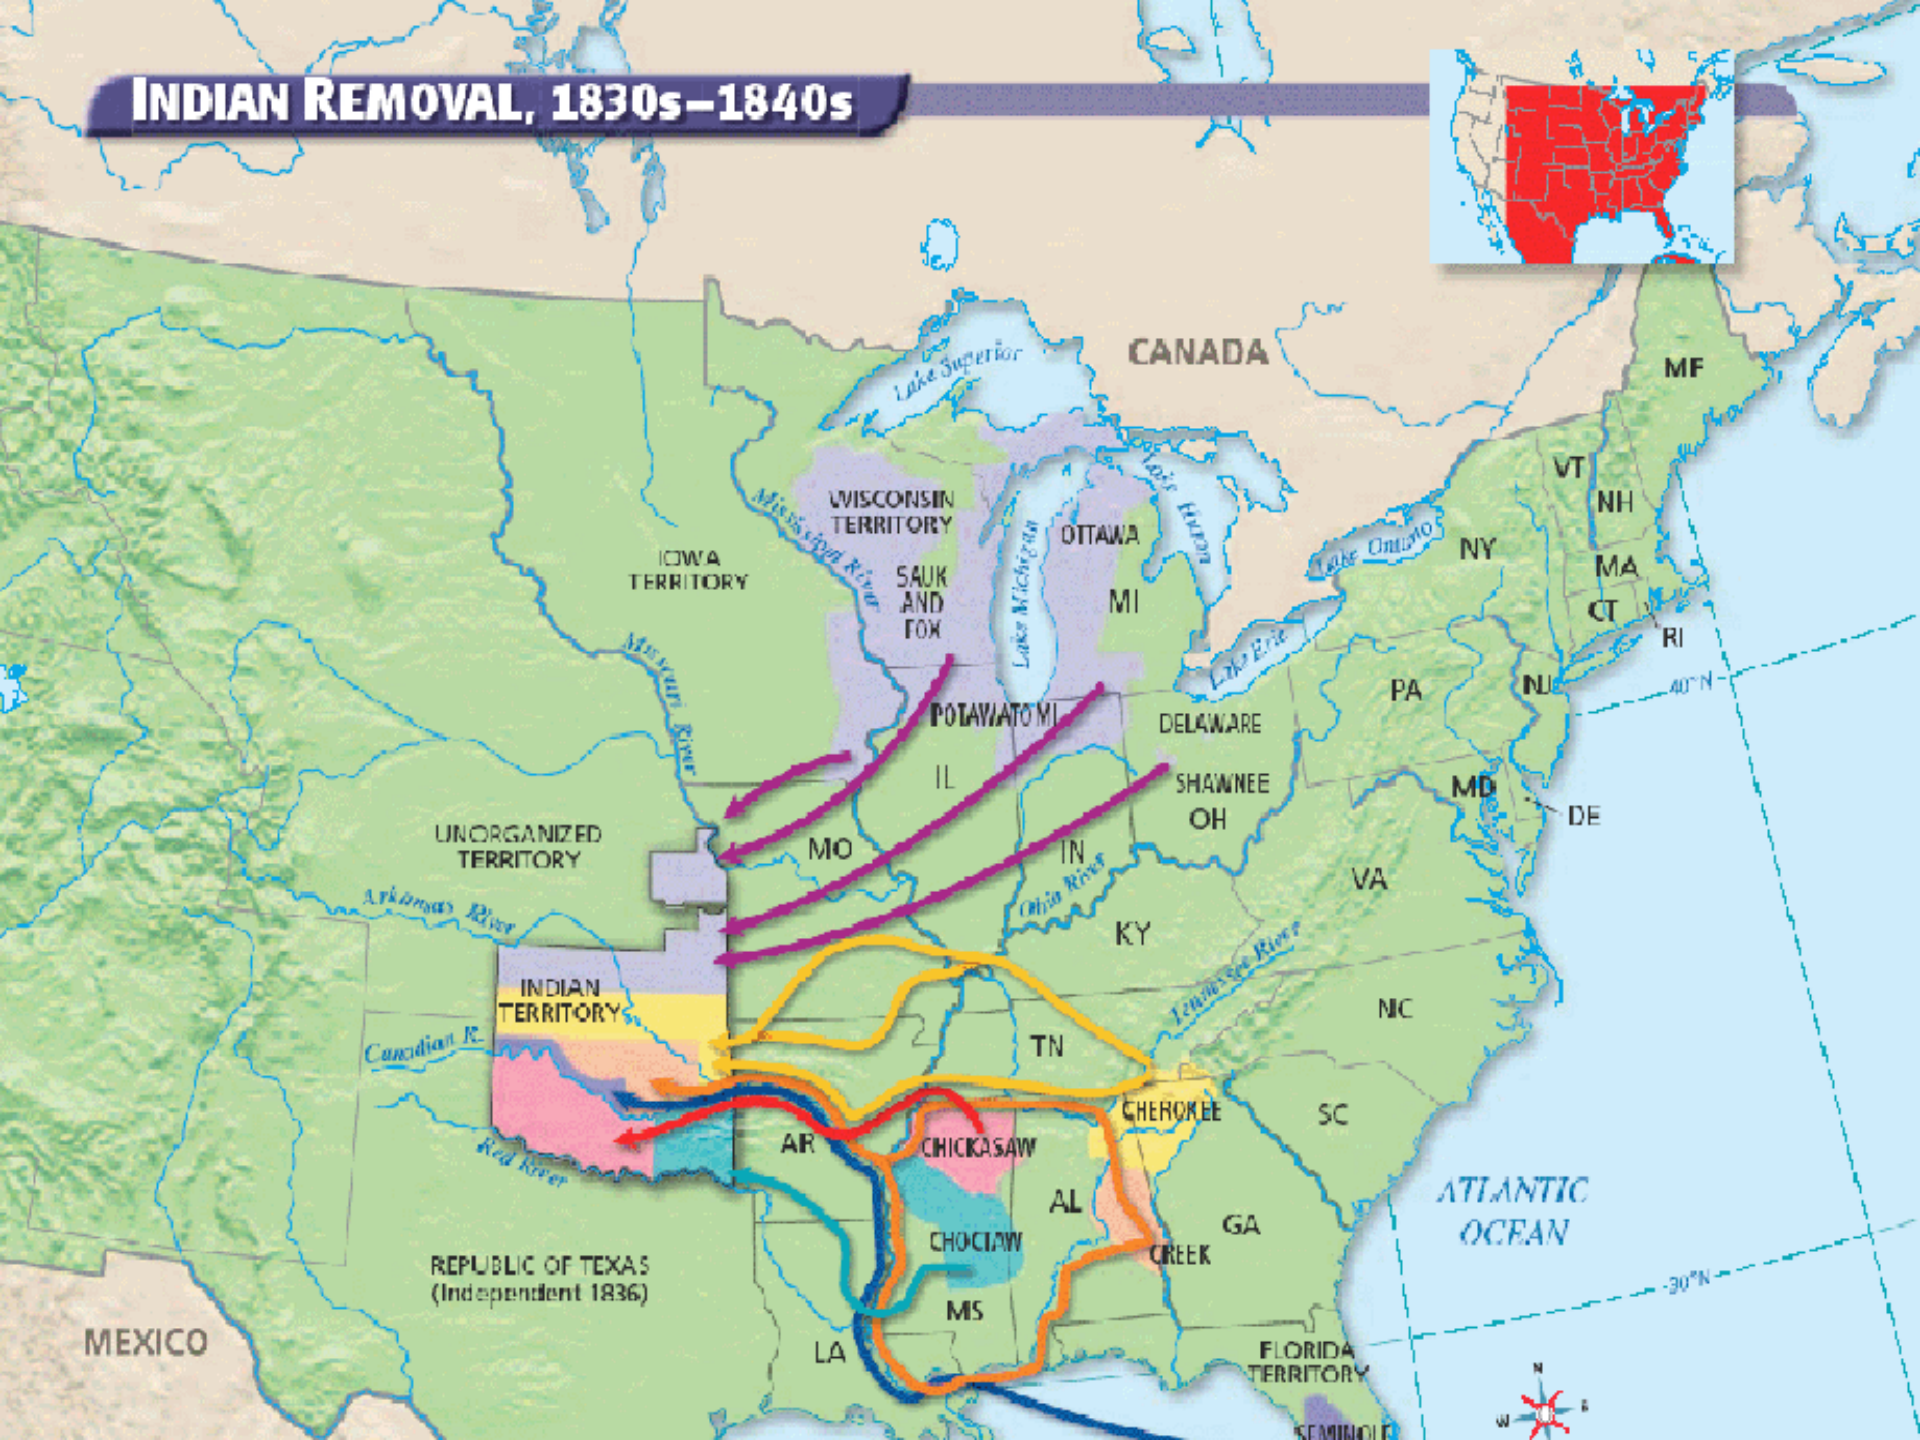 INDIAN REMOVAL, 1830s–1840s
CANADA
Lake Superior
ME
VT
NH
WISCONSIN
TERRITORY
Mississippi River
OTTAWA
Lake Huron
Lake Ontario
NY
MA
IOWA
TERRITORY
SAUK
AND
FOX
Lake Michigan
MI
CT
RI
Lake Erie
Missouri River
40°N
PA
NJ
POTAWATOMI
DELAWARE
IL
SHAWNEE
OH
MD
DE
UNORGANIZED
TERRITORY
MO
IN
Ohio River
VA
Arkansas River
KY
Tennessee River
INDIAN
TERRITORY
NC
Canadian R.
TN
CHEROKEE
SC
AR
CHICKASAW
Red River
AL
ATLANTIC
OCEAN
GA
CHOCTAW
CREEK
REPUBLIC OF TEXAS
(Independent 1836)
30°N
MIS
MEXICO
LA
FLORIDA
TERRITORY
N
W
E
SEMINOLE